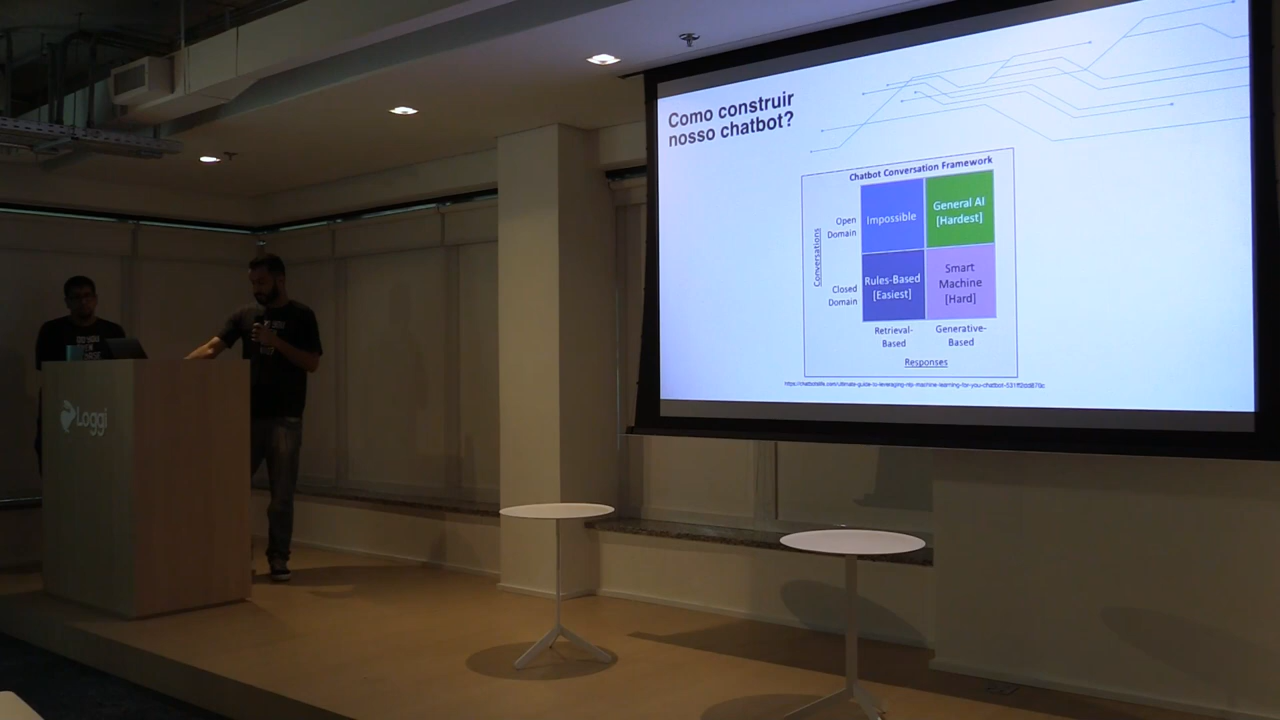 Como construir
nosso chatbot?
Chatbot Conversation Framework
Conversations
Open
Domain
Impossible
General AI
[Hardest]
Closed
Domain
Rules-Based
[Easiest]
Smart
Machine
[Hard]
Retrieval-
Based
Generative-
Based
Responses
Loggi